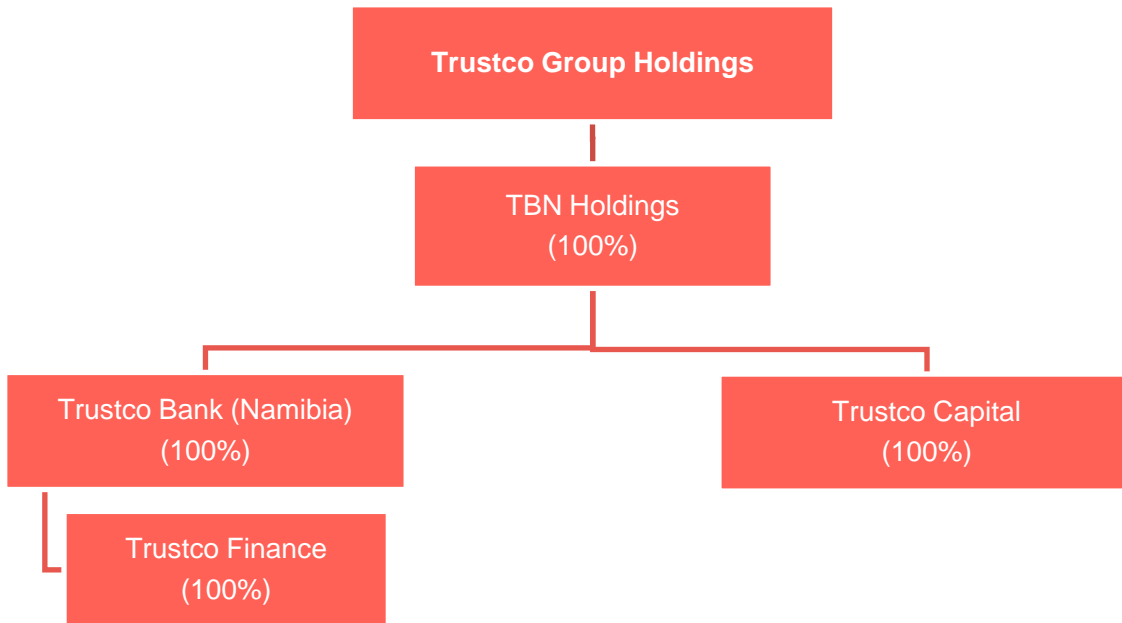 Trustco Group Holdings
TBN Holdings
(100%)
Trustco Bank (Namibia)
(100%)
Trustco Capital
(100%)
Trustco Finance
(100%)